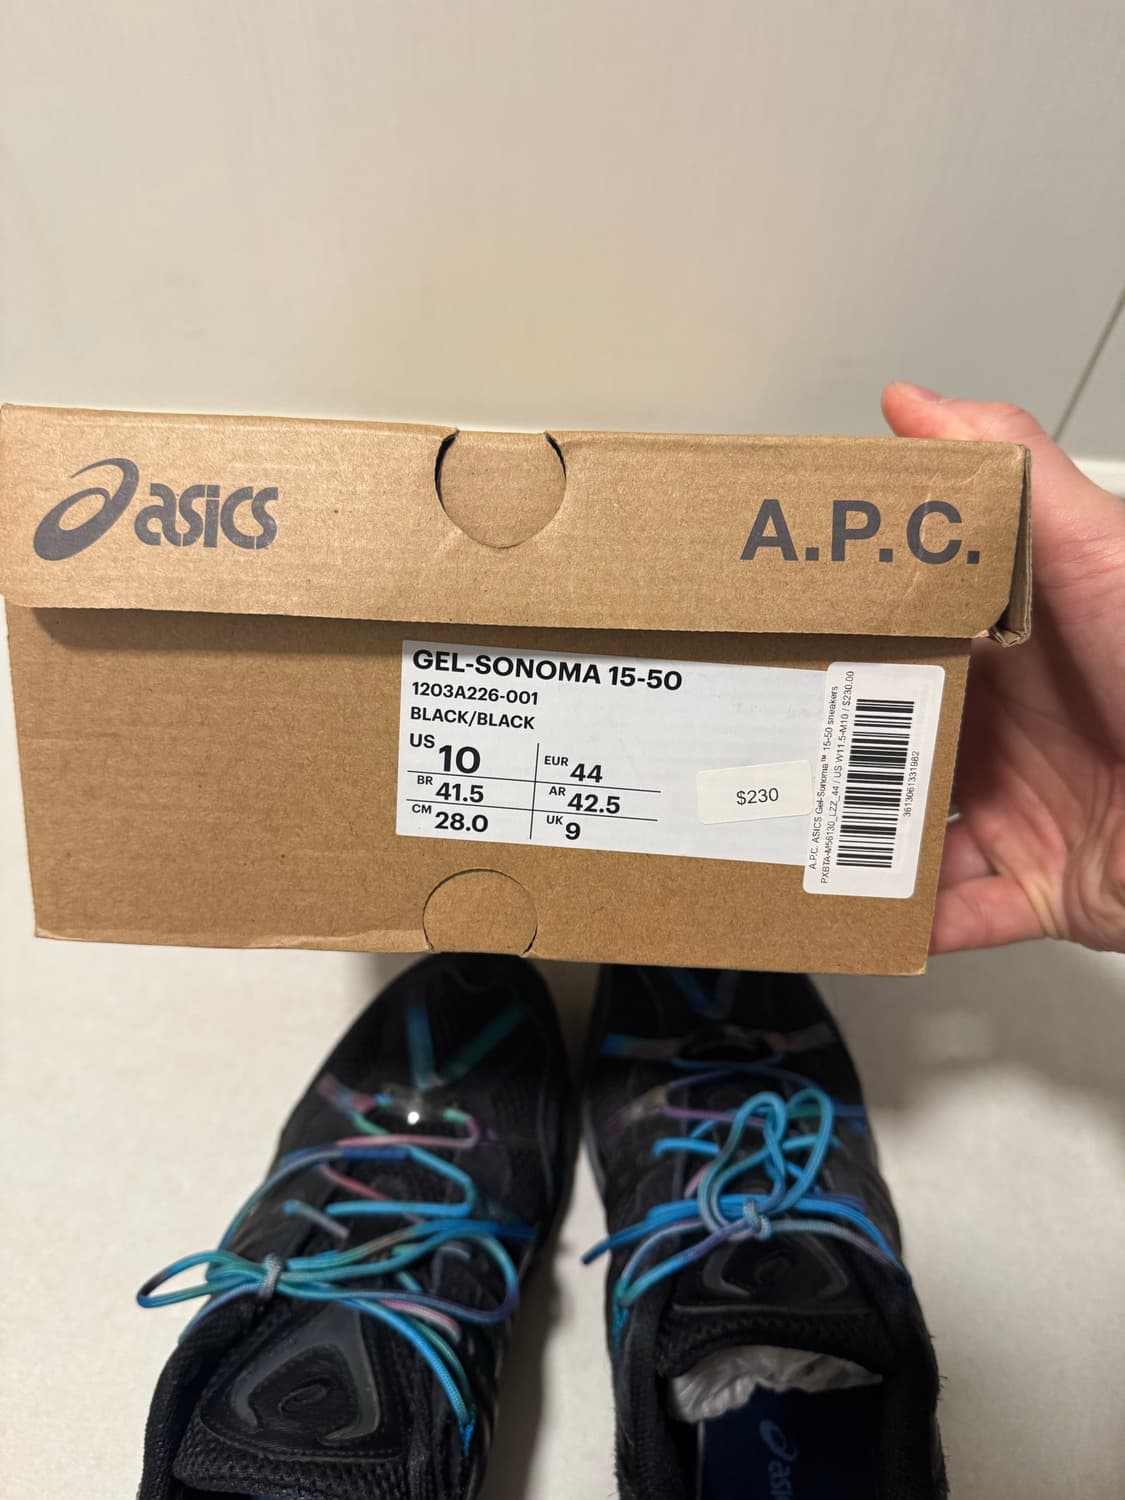 asics
A.P.C.
GEL-SONOMA 15-50
1203A226-001
BLACK/BLACK
US 10
EUR 44
BR 41.5
AR 42.5
CM 28.0
UK 9
$230
A.P.C. ASICS Gel-Sonoma™ 15-50 sneakers
PXBTA-M56130_LZZ_44 / US W11.5-M10 / $230.00
3613061331982
asics